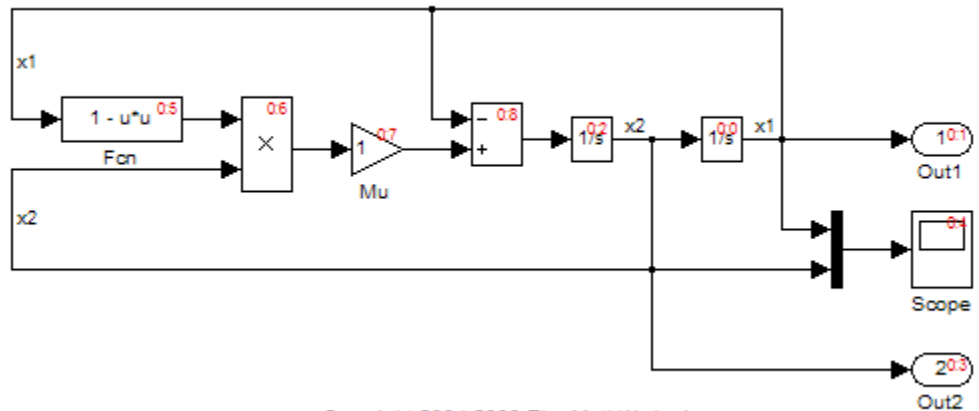 x1
1 - u*u
0:5
Fcn
0:6
×
1
0:7
Mu
0:8
−
+
1/s
0:2
x2
1/s
0:0
x1
1
0:1
Out1
x2
0:4
Scope
2
0:3
Out2